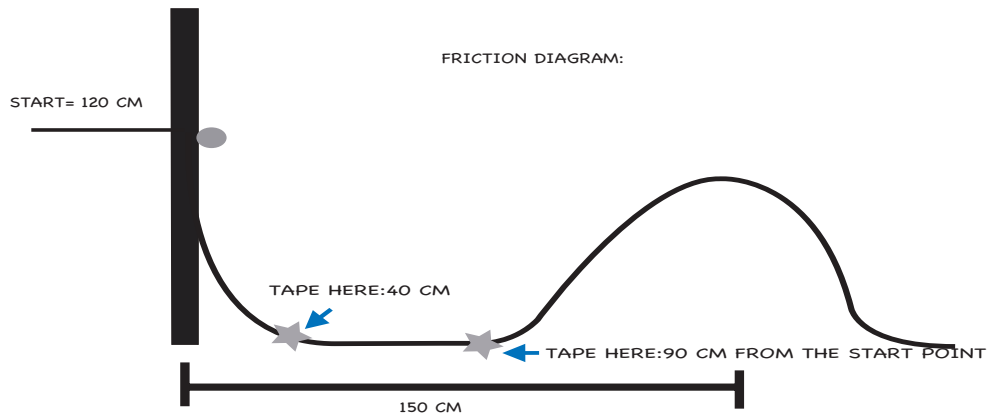 FRICTION DIAGRAM:
START= 120 CM
TAPE HERE:40 CM
TAPE HERE:90 CM FROM THE START POINT
150 CM